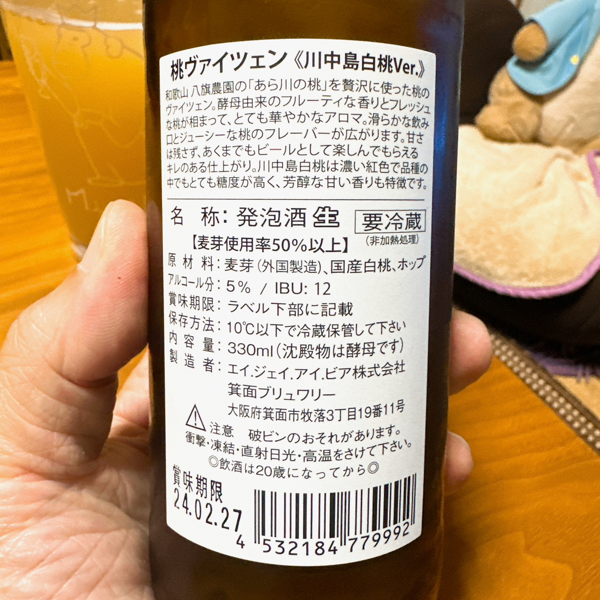 桃ヴァイツェン《川中島白桃Ver.》
和歌山 八旗農園の「あら川の桃」を贅沢に使った桃の
ヴァイツェン。酵母由来のフルーティな香りとフレッシュ
な桃が相まって、とても華やかなアロマ。滑らかな飲み
口とジューシーな桃のフレーバーが広がります。甘さ
は残さず、あくまでもビールとして楽しんでもらえる
キレのある仕上がり。川中島白桃は濃い紅色で品種の
中でもとても糖度が高く、芳醇な甘い香りも特徴です。
名 称:発泡酒 生 要冷蔵
【麦芽使用率50%以上】 (非加熱処理)
原 材 料:麦芽(外国製造)、国産白桃、ホップ
アルコール分:5% / IBU: 12
賞味期限:ラベル下部に記載
保存方法:10℃以下で冷蔵保管して下さい
内 容 量:330ml(沈殿物は酵母です)
製 造 者:エイ.ジェイ.アイ.ビア株式会社
箕面ブリュワリー
大阪府箕面市牧落3丁目19番11号
注意 破ビンのおそれがあります。
衝撃・凍結・直射日光・高温をさけて下さい。
◎飲酒は20歳になってから◎
賞味期限
24.02.27
4 532184 779992